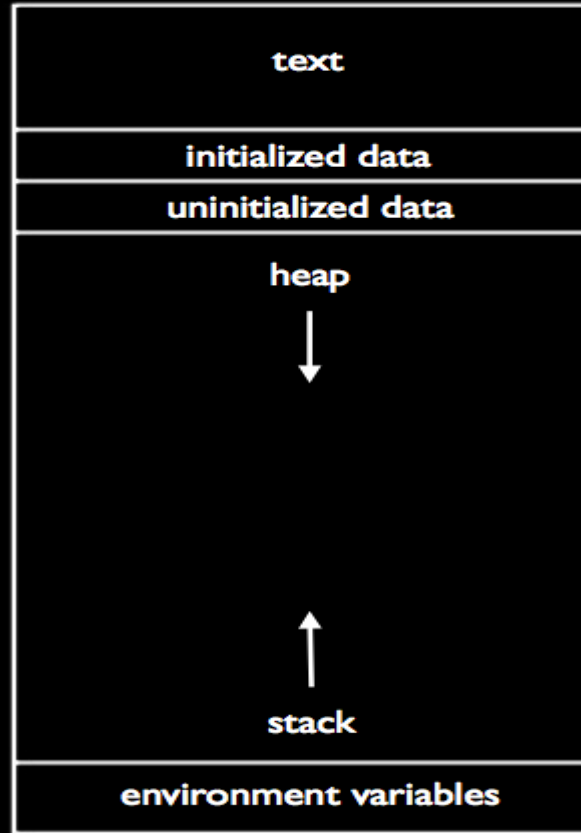 text
initialized data
uninitialized data
heap
stack
environment variables